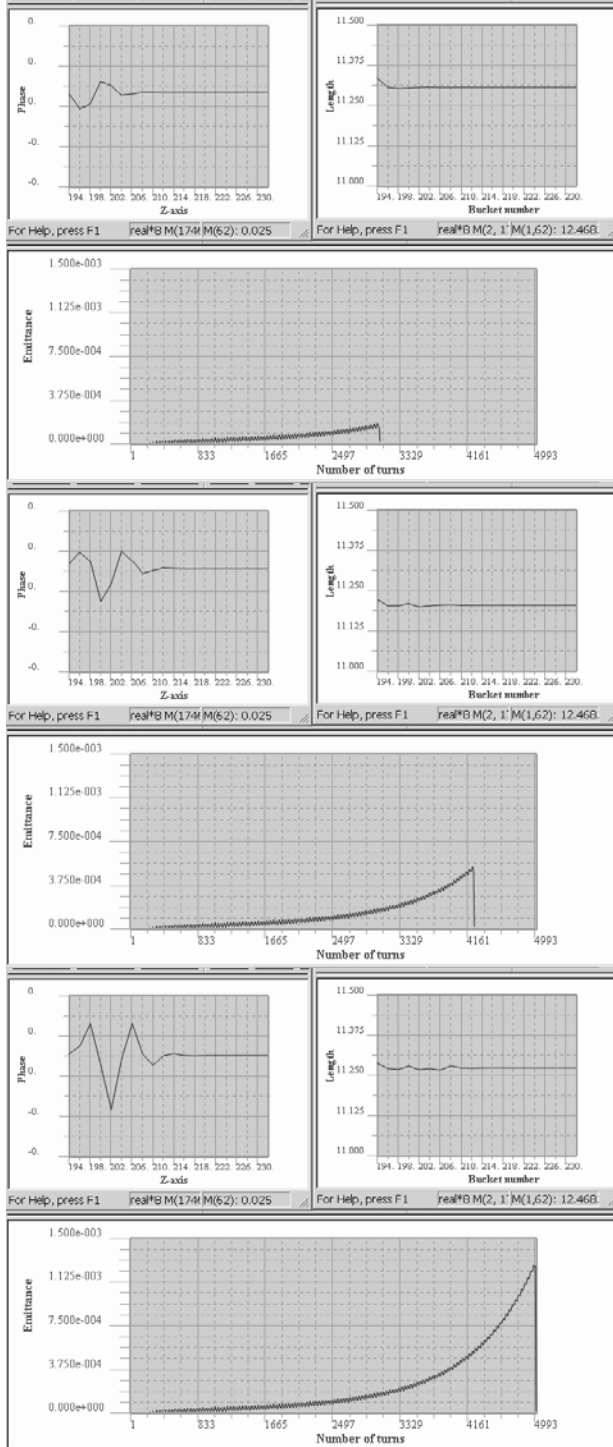 0.
0.
0.
-0.
-0.
Phase
194. 198. 202. 206. 210. 214. 218. 222. 226. 230.
Z-axis
11.500
11.375
11.250
11.125
11.000
Length
194. 198. 202. 206. 210. 214. 218. 222. 226. 230.
Bucket number
For Help, press F1 real*8 M(174 M(62): 0.025
For Help, press F1 real*8 M(2, 1 M(1,62): 12.468.
1.500e-003
1.125e-003
7.500e-004
3.750e-004
0.000e+000
Emittance
1 833 1665 2497 3329 4161 4993
Number of turns
0.
0.
0.
-0.
-0.
Phase
194. 198. 202. 206. 210. 214. 218. 222. 226. 230.
Z-axis
11.500
11.375
11.250
11.125
11.000
Length
194. 198. 202. 206. 210. 214. 218. 222. 226. 230.
Bucket number
For Help, press F1 real*8 M(174 M(62): 0.025
For Help, press F1 real*8 M(2, 1 M(1,62): 12.468.
1.500e-003
1.125e-003
7.500e-004
3.750e-004
0.000e+000
Emittance
1 833 1665 2497 3329 4161 4993
Number of turns
0.
0.
0.
-0.
-0.
Phase
194. 198. 202. 206. 210. 214. 218. 222. 226. 230.
Z-axis
11.500
11.375
11.250
11.125
11.000
Length
194. 198. 202. 206. 210. 214. 218. 222. 226. 230.
Bucket number
For Help, press F1 real*8 M(174 M(62): 0.025
For Help, press F1 real*8 M(2, 1 M(1,62): 12.468.
1.500e-003
1.125e-003
7.500e-004
3.750e-004
0.000e+000
Emittance
1 833 1665 2497 3329 4161 4993
Number of turns